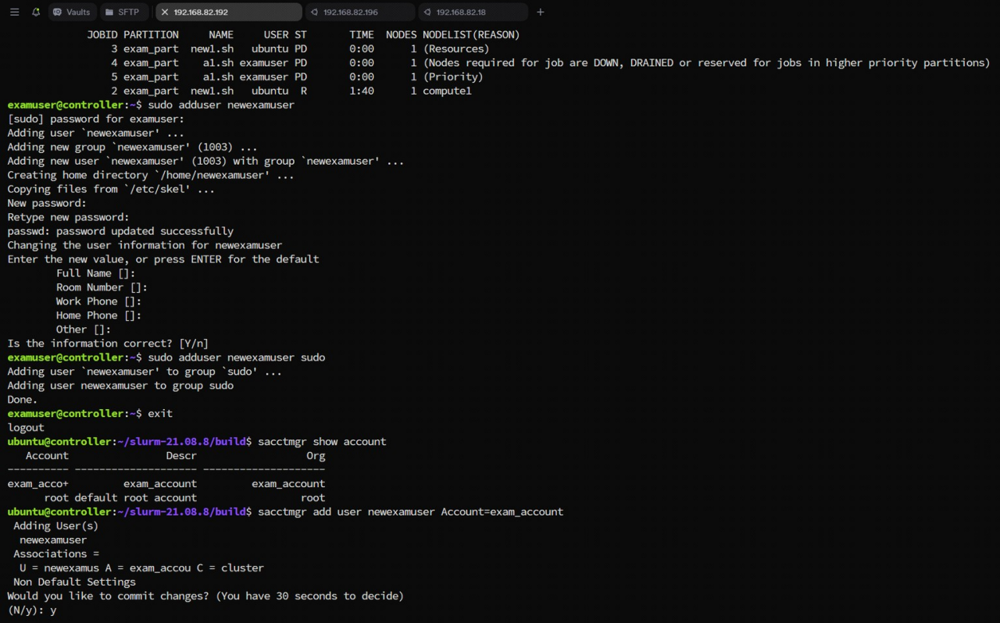 Vaults SFTP 192.168.82.192 192.168.82.196 192.168.82.18
JOBID PARTITION NAME USER ST TIME NODES NODELIST(REASON)
3 exam_part new1.sh ubuntu PD 0:00 1 (Resources)
4 exam_part a1.sh examuser PD 0:00 1 (Nodes required for job are DOWN, DRAINED or reserved for jobs in higher priority partitions)
5 exam_part a1.sh examuser PD 0:00 1 (Priority)
2 exam_part new1.sh ubuntu R 1:40 1 compute1
examuser@controller:~$ sudo adduser newexamuser
[sudo] password for examuser:
Adding user `newexamuser' ...
Adding new group `newexamuser' (1003) ...
Adding new user `newexamuser' (1003) with group `newexamuser' ...
Creating home directory `/home/newexamuser' ...
Copying files from `/etc/skel' ...
New password:
Retype new password:
passwd: password updated successfully
Changing the user information for newexamuser
Enter the new value, or press ENTER for the default
Full Name []:
Room Number []:
Work Phone []:
Home Phone []:
Other []:
Is the information correct? [Y/n]
examuser@controller:~$ sudo adduser newexamuser sudo
Adding user `newexamuser' to group `sudo' ...
Adding user newexamuser to group sudo
Done.
examuser@controller:~$ exit
logout
ubuntu@controller:~/slurm-21.08.8/build$ sacctmgr show account
Account Descr Org
---------- -------------------- --------------------
exam_acco+ exam_account exam_account
root default root account root
ubuntu@controller:~/slurm-21.08.8/build$ sacctmgr add user newexamuser Account=exam_account
Adding User(s)
newexamuser
Associations =
U = newexamus A = exam_accou C = cluster
Non Default Settings
Would you like to commit changes? (You have 30 seconds to decide)
(N/y): y